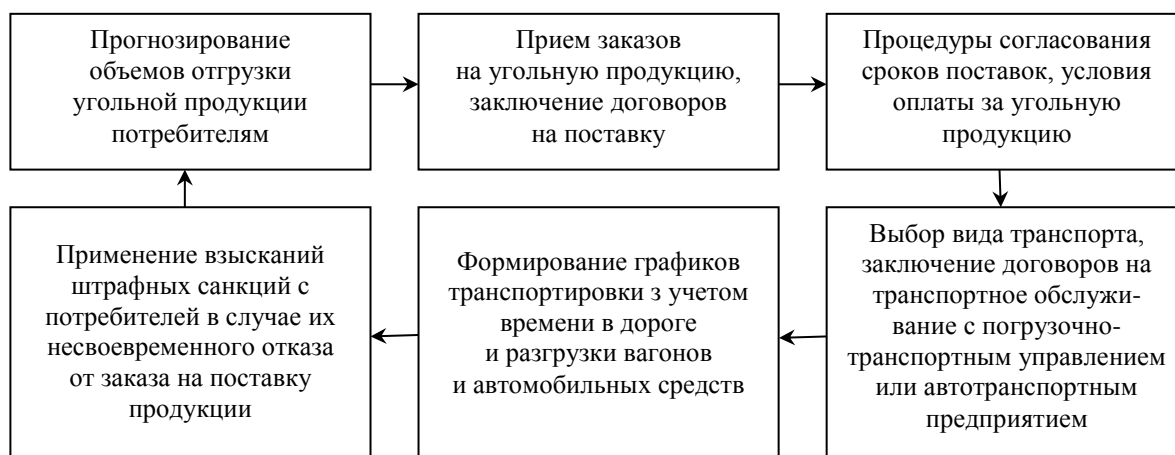 Прогнозирование
объемов отгрузки
угольной продукции
потребителям
Прием заказов
на угольную продукцию,
заключение договоров
на поставку
Процедуры согласования
сроков поставок, условия
оплаты за угольную
продукцию
Выбор вида транспорта,
заключение договоров на
транспортное обслужи-
вание с погрузочно-
транспортным управлением
или автотранспортным
предприятием
Формирование графиков
транспортировки з учетом
времени в дороге
и разгрузки вагонов
и автомобильных средств
Применение взысканий
штрафных санкций с
потребителей в случае их
несвоевременного отказа
от заказа на поставку
продукции